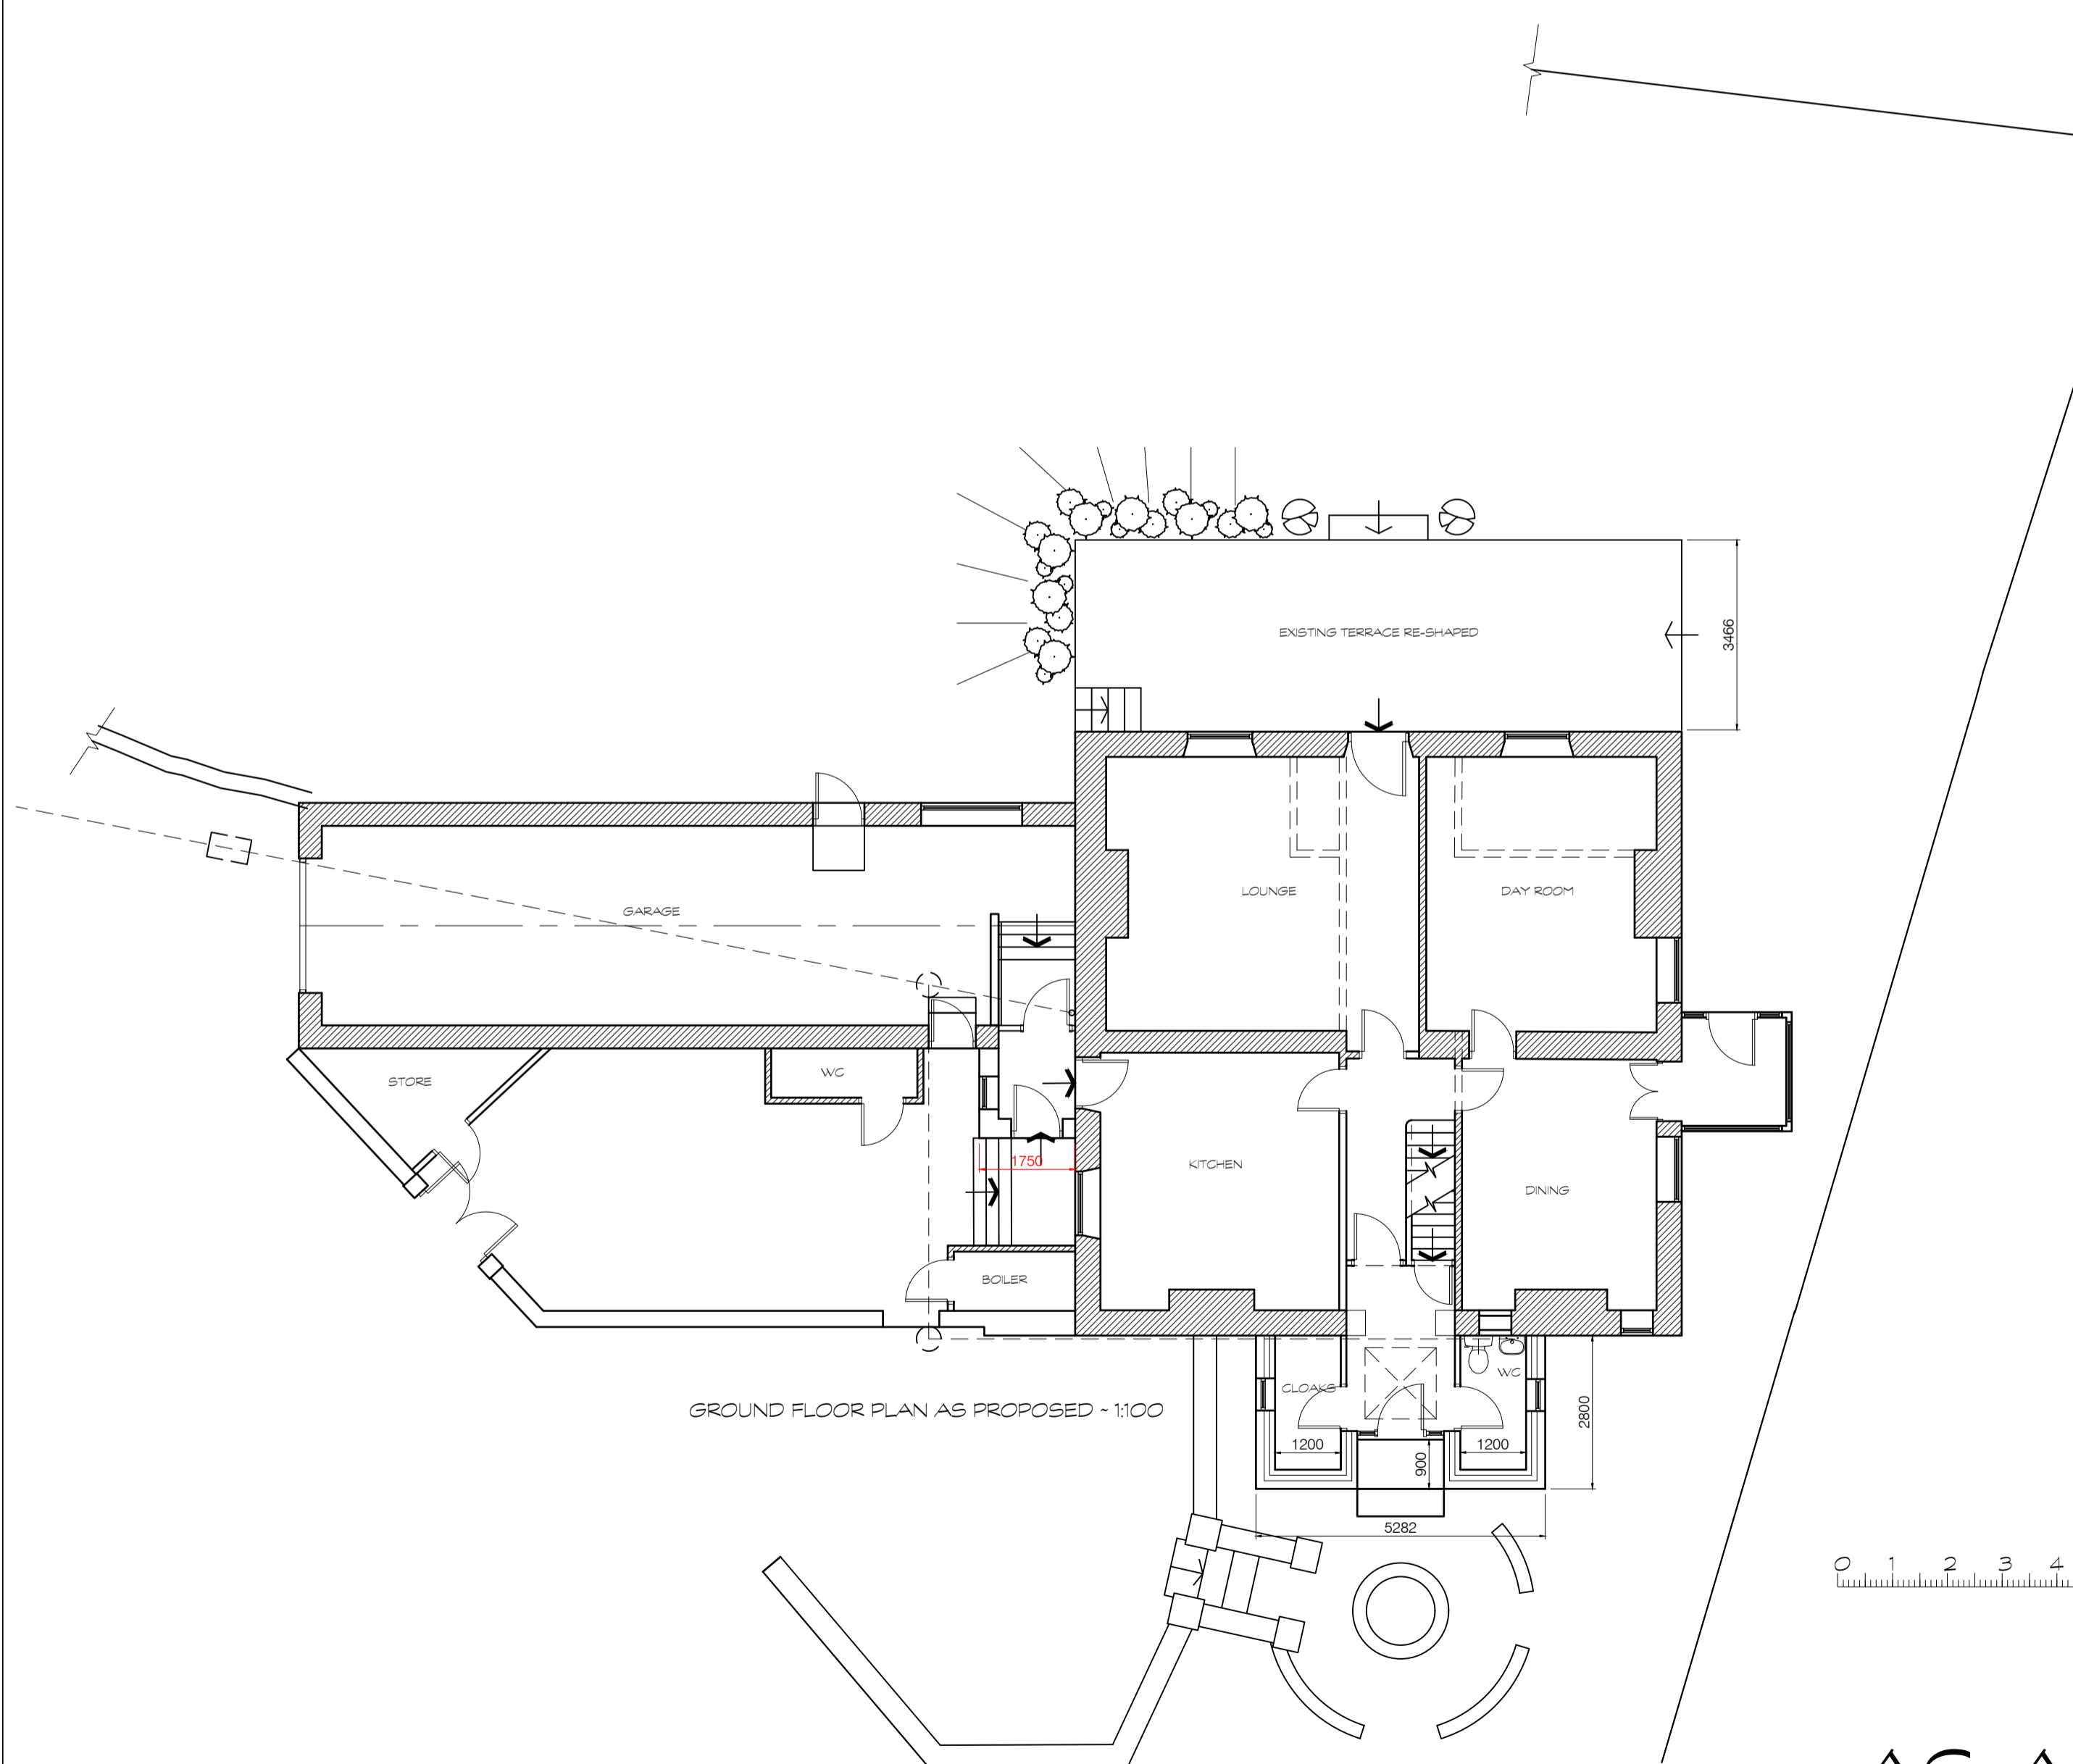 EXISTING TERRACE RE-SHAPED
3466
LOUNGE
DAY ROOM
GARAGE
WC
STORE
1750
KITCHEN
DINING
BOILER
CLOAKS
WC
GROUND FLOOR PLAN AS PROPOSED ~ 1:100
2800
1200
900
1200
5282
0 1 2 3 4